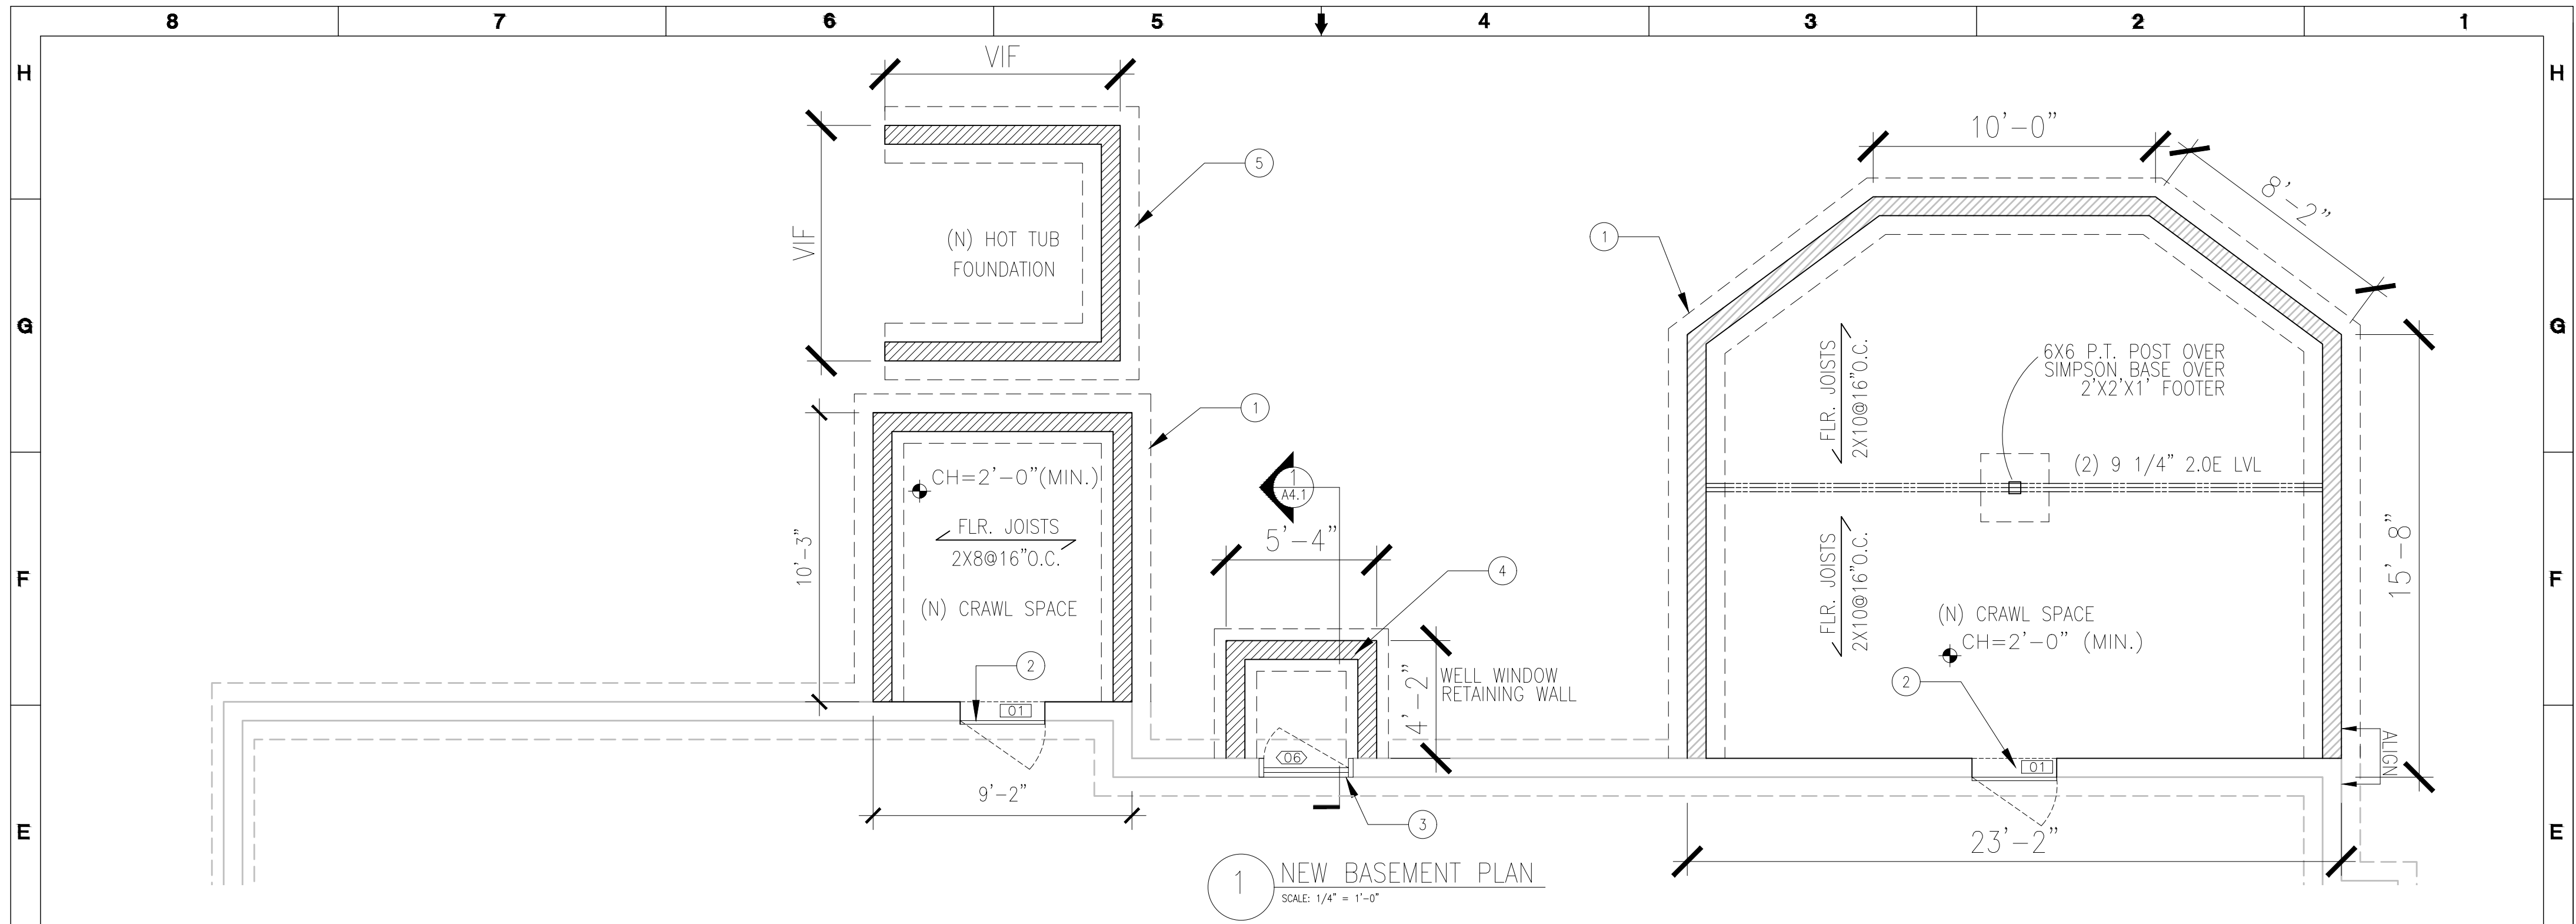 8 7 6 5 4 3 2 1
H
H
G
G
F
F
E
E
VIF
VIF
(N) HOT TUB
FOUNDATION
5
10'-0"
8'-2"
1
6X6 P.T. POST OVER
SIMPSON BASE OVER
2'X2'X1' FOOTER
FLR. JOISTS
2X10@16"O.C.
(2) 9 1/4" 2.0E LVL
FLR. JOISTS
2X10@16"O.C.
(N) CRAWL SPACE
CH=2'-0" (MIN.)
2
01
15'-8"
ALIGN
23'-2"
1
CH=2'-0"(MIN.)
FLR. JOISTS
2X8@16"O.C.
(N) CRAWL SPACE
10'-3"
2
01
9'-2"
1
A4.1
5'-4"
4
4'-2"
WELL WINDOW
RETAINING WALL
06
3
1
NEW BASEMENT PLAN
SCALE: 1/4" = 1'-0"